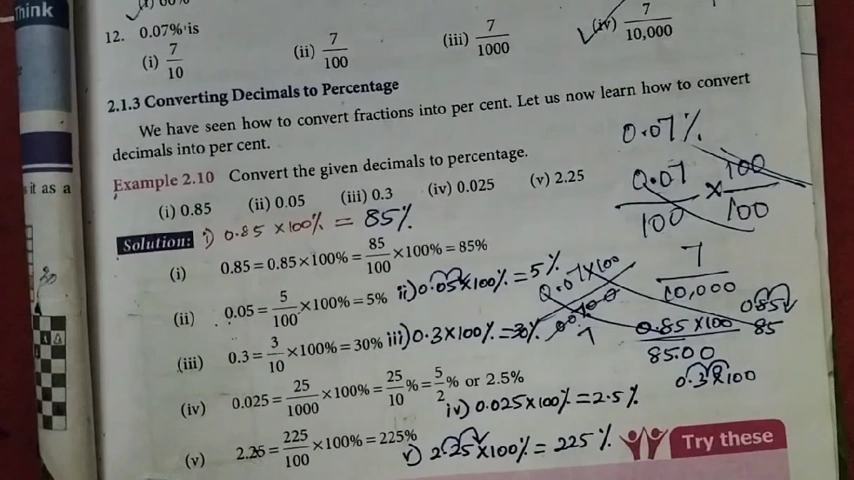 Think
(i) 60%
12. 0.07% is
(i) 7/10 (ii) 7/100 (iii) 7/1000 (iv) 7/10,000
2.1.3 Converting Decimals to Percentage
We have seen how to convert fractions into per cent. Let us now learn how to convert
decimals into per cent.
0.07%
it as a
Example 2.10 Convert the given decimals to percentage.
(i) 0.85 (ii) 0.05 (iii) 0.3 (iv) 0.025 (v) 2.25
0.07/100 × 100/100
7/10,000
Solution: i) 0.85 × 100% = 85%
(i) 0.85 = 0.85 × 100% = 85/100 × 100% = 85%
(ii) 0.05 = 5/100 × 100% = 5% ii) 0.05 × 100% = 5%
0.07 × 100
7
0.85
85
0.85 × 100
85.00
(iii) 0.3 = 3/10 × 100% = 30% iii) 0.3 × 100% = 30%
0.3 × 100
(iv) 0.025 = 25/1000 × 100% = 25/10 % = 5/2 % or 2.5%
iv) 0.025 × 100% = 2.5%
(v) 2.25 = 225/100 × 100% = 225% v) 2.25 × 100% = 225%
Try these